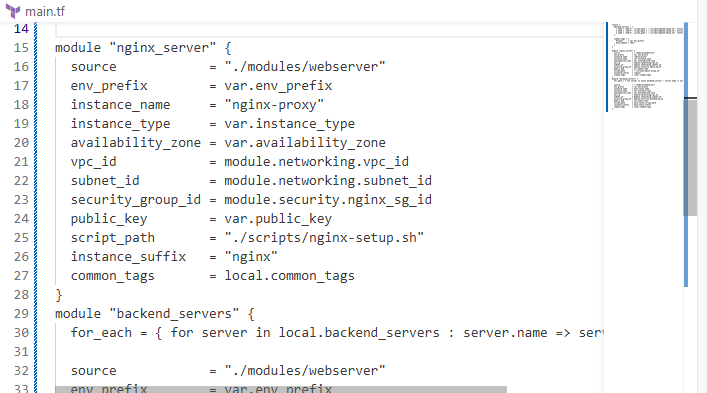 main.tf
14
15 module "nginx_server" {
16   source            = "./modules/webserver"
17   env_prefix        = var.env_prefix
18   instance_name     = "nginx-proxy"
19   instance_type     = var.instance_type
20   availability_zone = var.availability_zone
21   vpc_id            = module.networking.vpc_id
22   subnet_id         = module.networking.subnet_id
23   security_group_id = module.security.nginx_sg_id
24   public_key        = var.public_key
25   script_path       = "./scripts/nginx-setup.sh"
26   instance_suffix   = "nginx"
27   common_tags       = local.common_tags
28 }
29 module "backend_servers" {
30   for_each = { for server in local.backend_servers : server.name => serv
31
32   source            = "./modules/webserver"
33   env_prefix        = var.env_prefix